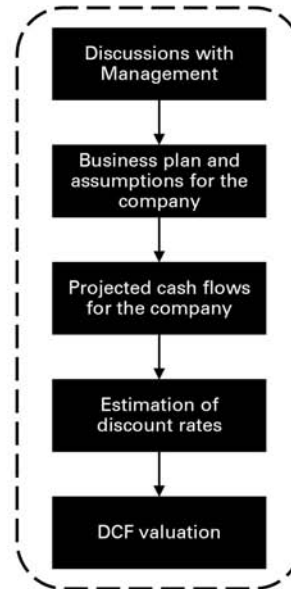 Discussions with
Management
Business plan and
assumptions for the
company
Projected cash flows
for the company
Estimation of
discount rates
DCF valuation